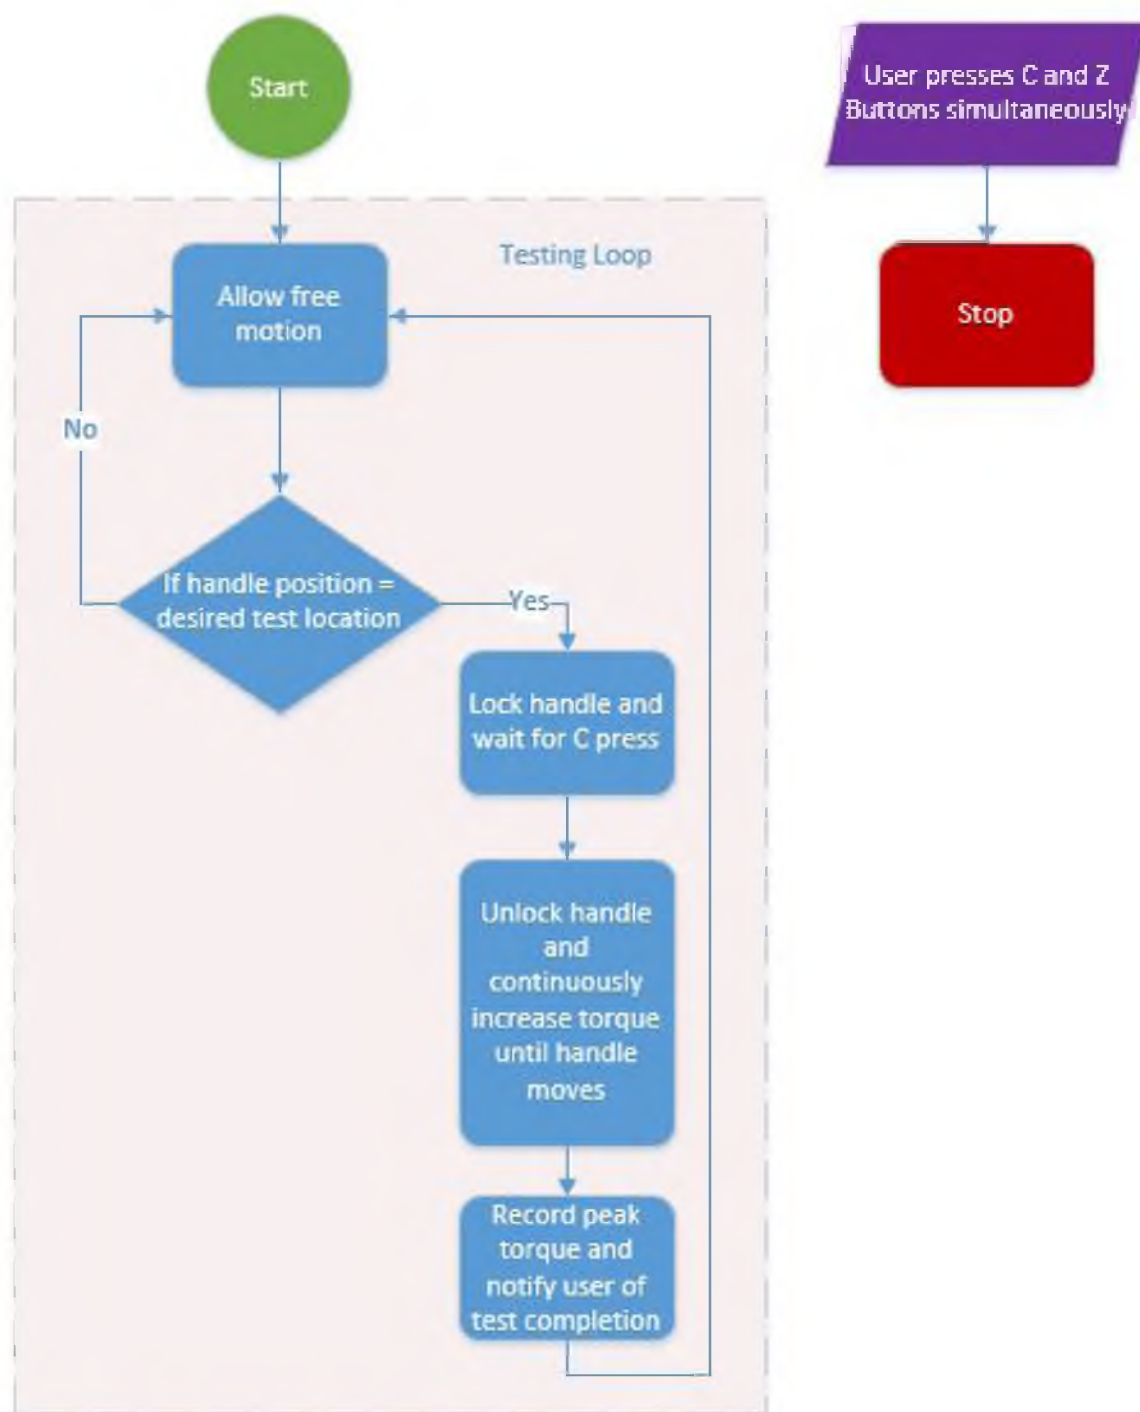 Start
User presses C and Z
Buttons simultaneously
Testing Loop
Allow free
motion
Stop
No
If handle position =
desired test location
Yes
Lock handle and
wait for C press
Unlock handle
and
continuously
increase torque
until handle
moves
Record peak
torque and
notify user of
test completion